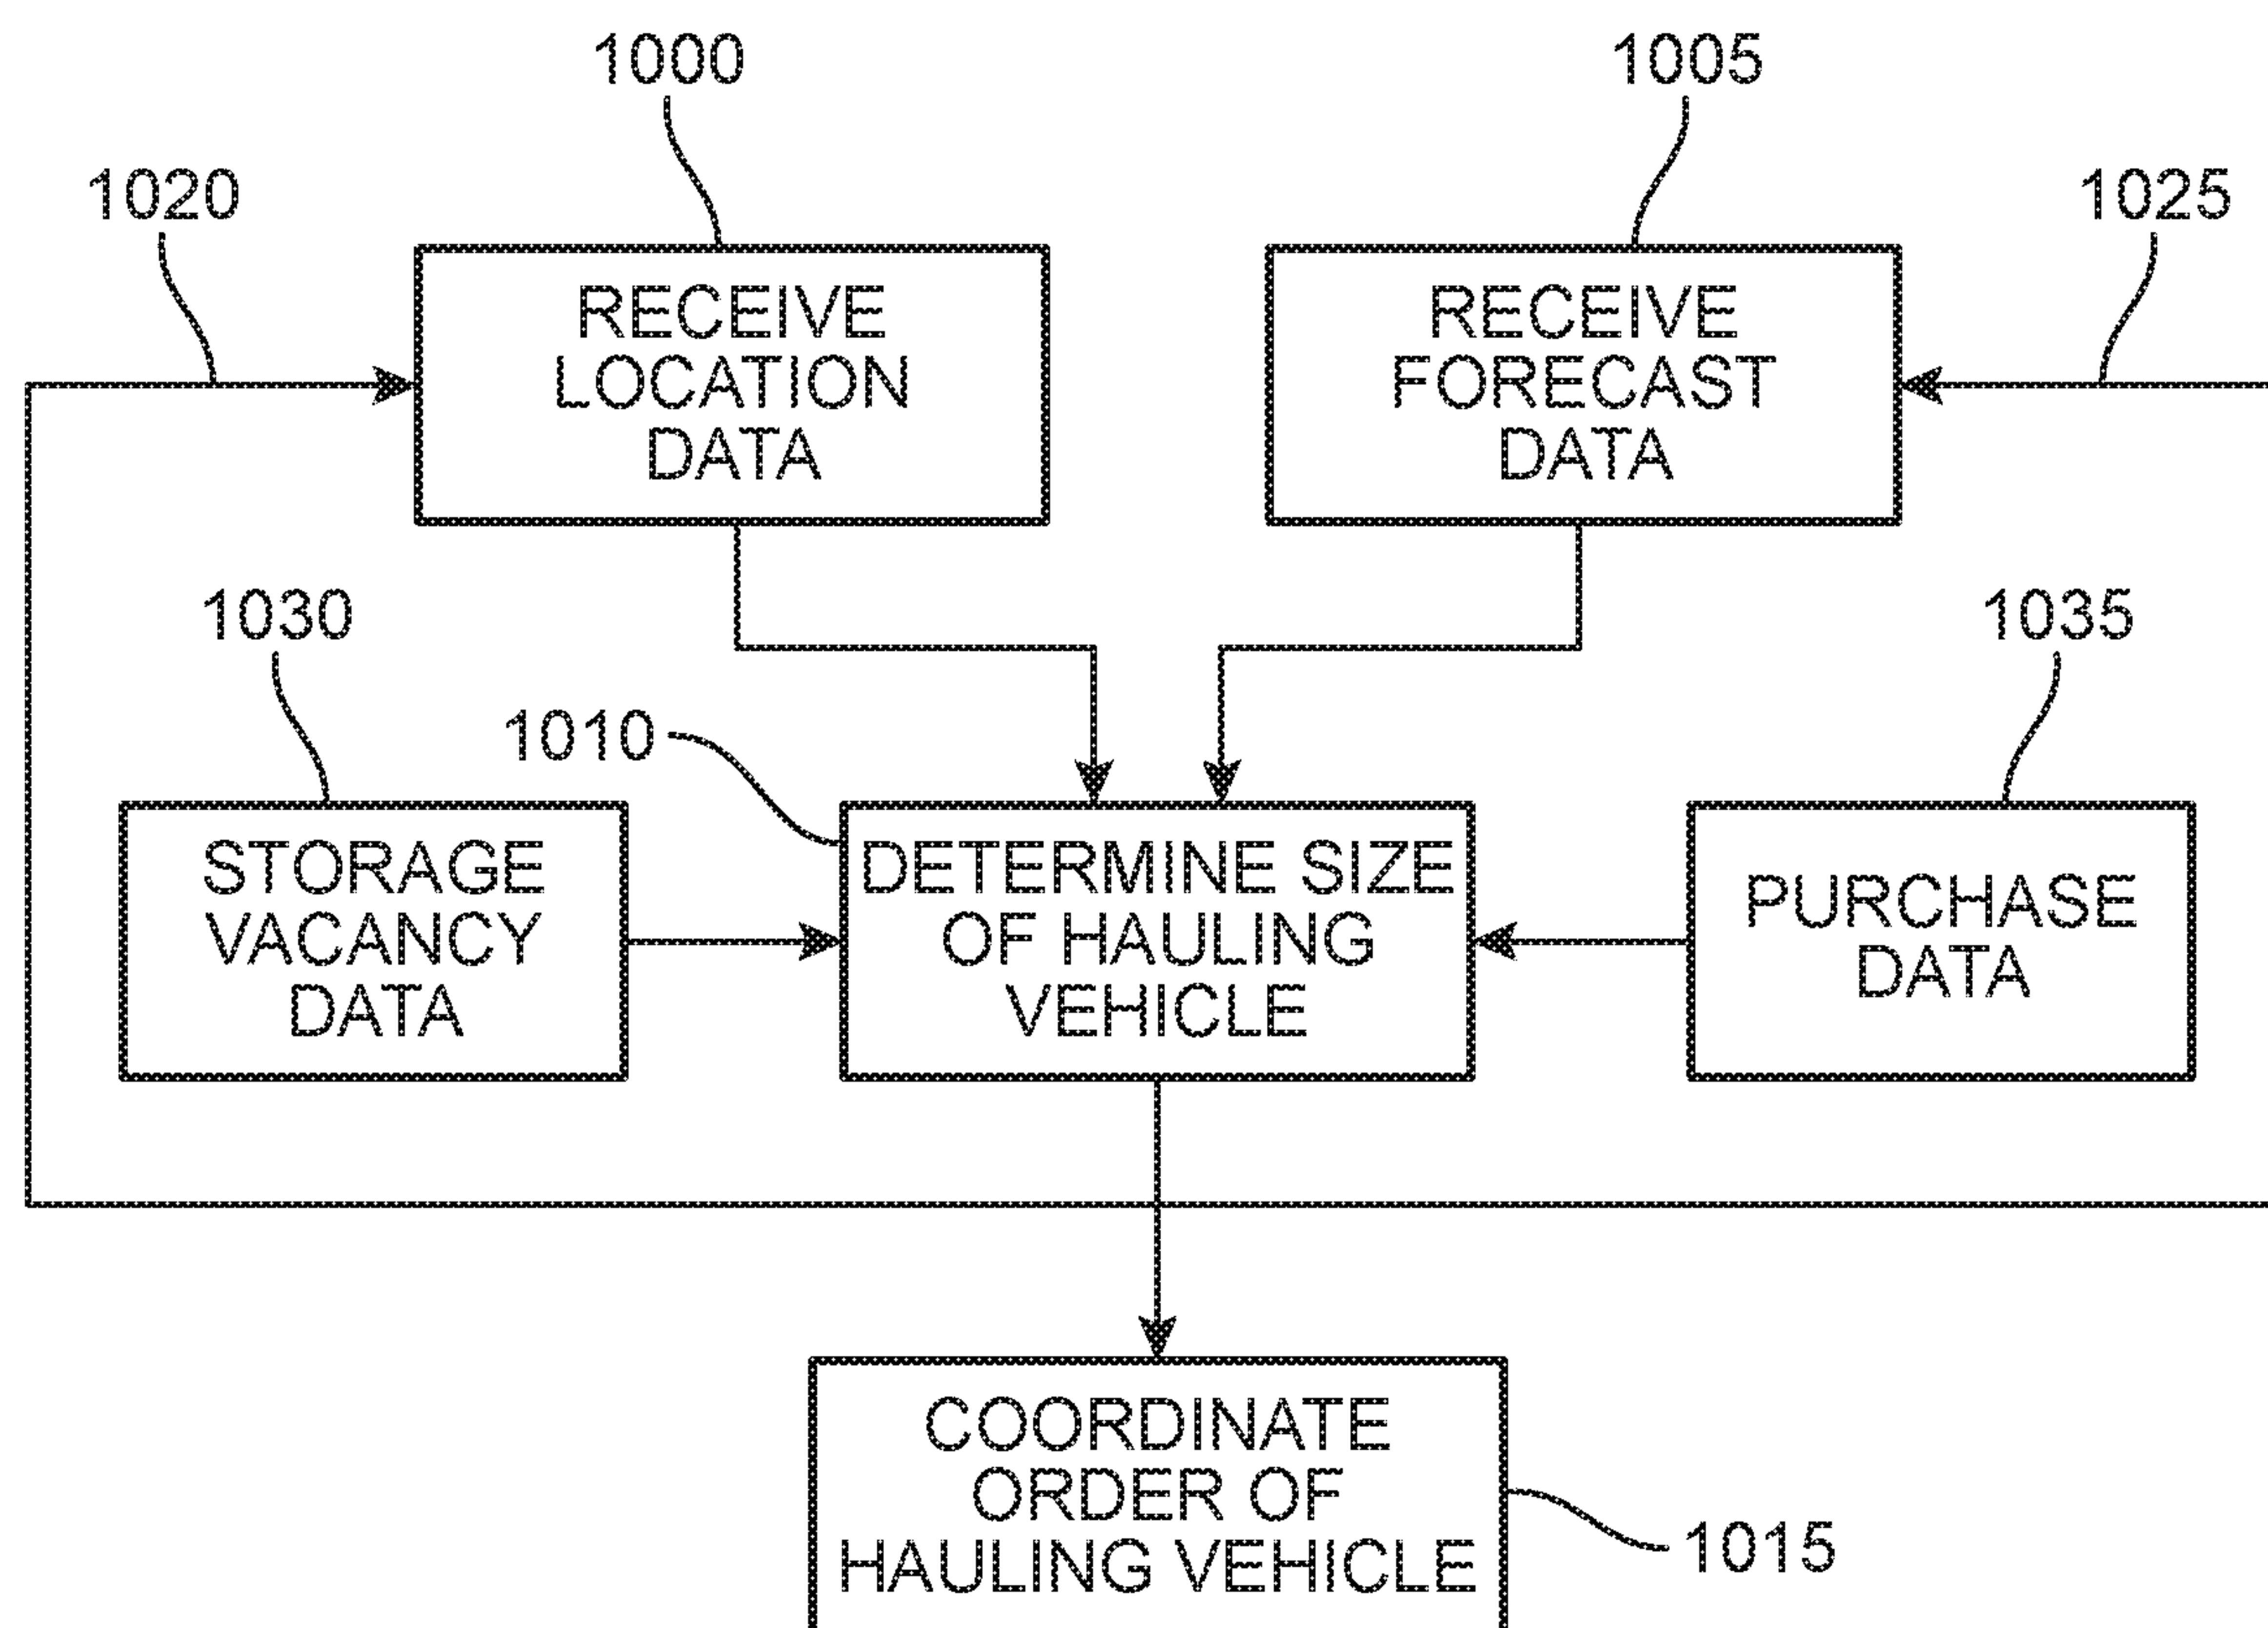 1000
1005
1020
1025
RECEIVE
LOCATION
DATA
RECEIVE
FORECAST
DATA
1030
1035
1010
STORAGE
VACANCY
DATA
DETERMINE SIZE
OF HAULING
VEHICLE
PURCHASE
DATA
COORDINATE
ORDER OF
HAULING VEHICLE
1015